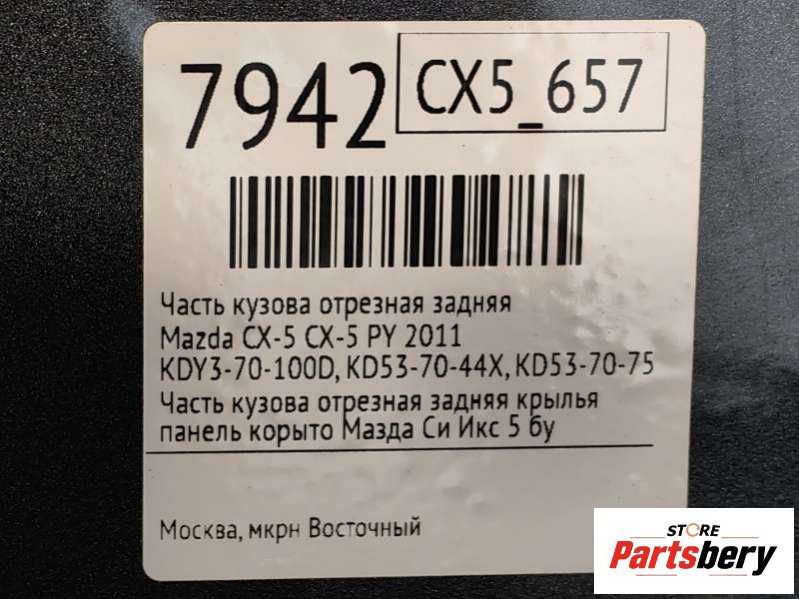 7942
CX5_657
Часть кузова отрезная задняя
Mazda CX-5 CX-5 PY 2011
KDY3-70-100D, KD53-70-44X, KD53-70-75
Часть кузова отрезная задняя крылья
панель корыто Мазда Си Икс 5 бу
Москва, мкрн Восточный
STORE
Partsbery